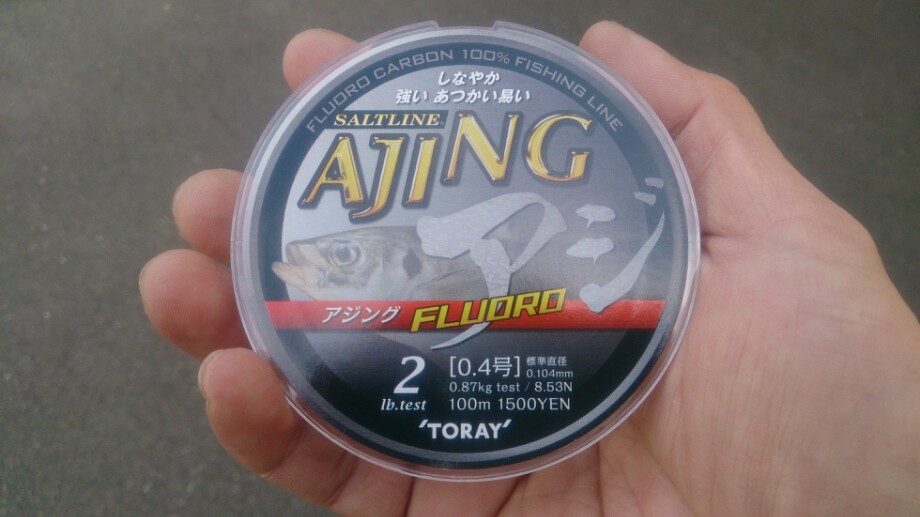 FLUORO CARBON 100% FISHING LINE
しなやか
強い あつかい易い
SALTLINE
AJiNG
アジ
アジング FLUORO
2 lb.test
[0.4号] 標準直径 0.104mm
0.87kg test / 8.53N
100m 1500YEN
'TORAY'